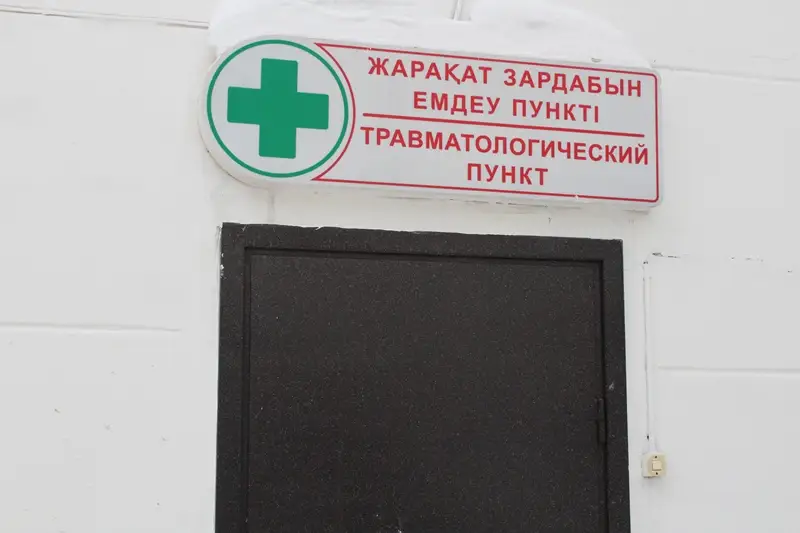 ЖАРАҚАТ ЗАРДАБЫН
ЕМДЕУ ПУНКТІ
ТРАВМАТОЛОГИЧЕСКИЙ
ПУНКТ